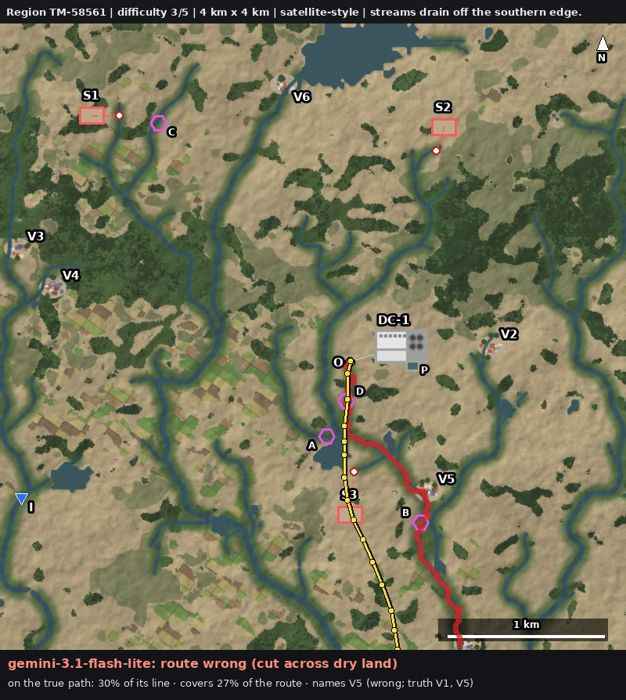 Region TM-58561 | difficulty 3/5 | 4 km x 4 km | satellite-style | streams drain off the southern edge.
N
V6
S1
S2
C
V3
V4
DC-1
V2
O
P
D
A
V5
S3
I
B
1 km
gemini-3.1-flash-lite: route wrong (cut across dry land)
on the true path: 30% of its line · covers 27% of the route · names V5 (wrong; truth V1, V5)